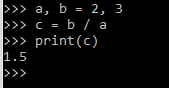 >>> a, b = 2, 3
>>> c = b / a
>>> print(c)
1.5
>>>